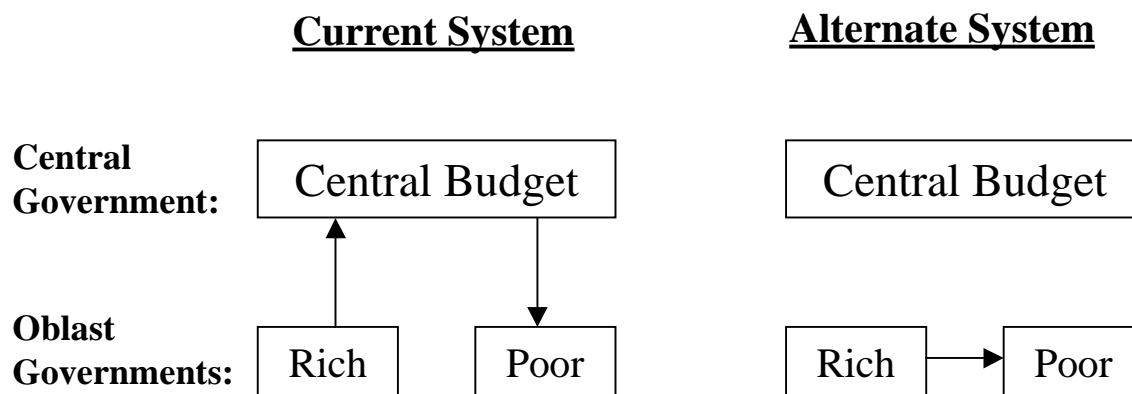 Current System
Alternate System
Central
Government:
Central Budget
Central Budget
Oblast
Governments:
Rich
Poor
Rich
Poor